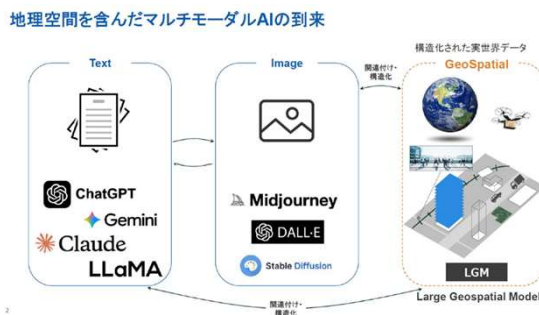 地理空間を含んだマルチモーダルAIの到来
Text
ChatGPT
Gemini
Claude
LLaMA
Image
Midjourney
DALL·E
Stable Diffusion
関連付け・
構造化
構造化された実世界データ
GeoSpatial
LGM
Large Geospatial Model
関連付け・
構造化
2